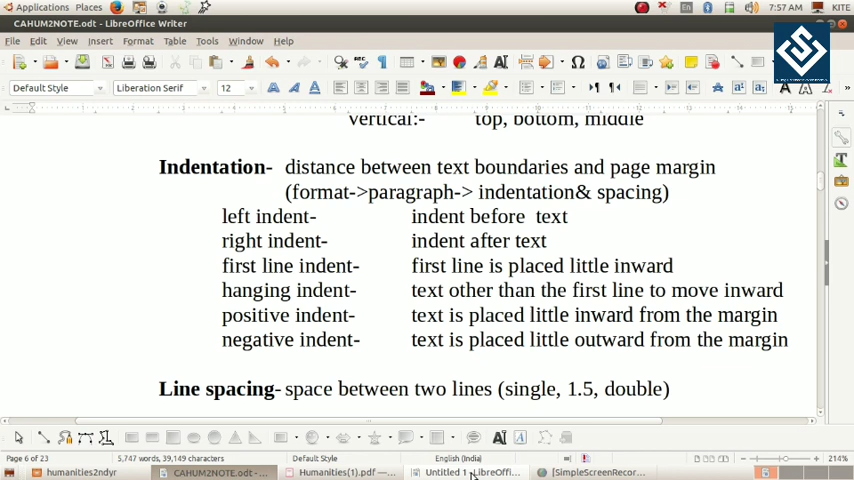 Applications Places En 7:57 AM KITE
CAHUM2NOTE.odt - LibreOffice Writer
File Edit View Insert Format Table Tools Window Help
Default Style Liberation Serif 12
vertical:- top, bottom, middle
Indentation- distance between text boundaries and page margin
(format->paragraph-> indentation& spacing)
left indent- indent before text
right indent- indent after text
first line indent- first line is placed little inward
hanging indent- text other than the first line to move inward
positive indent- text is placed little inward from the margin
negative indent- text is placed little outward from the margin
Line spacing- space between two lines (single, 1.5, double)
Page 6 of 23 5,747 words, 39,149 characters Default Style English (India) 214%
humanities2ndyr CAHUM2NOTE.odt - ... Humanities(1).pdf —... Untitled 1 - LibreOffi... [SimpleScreenRecor...